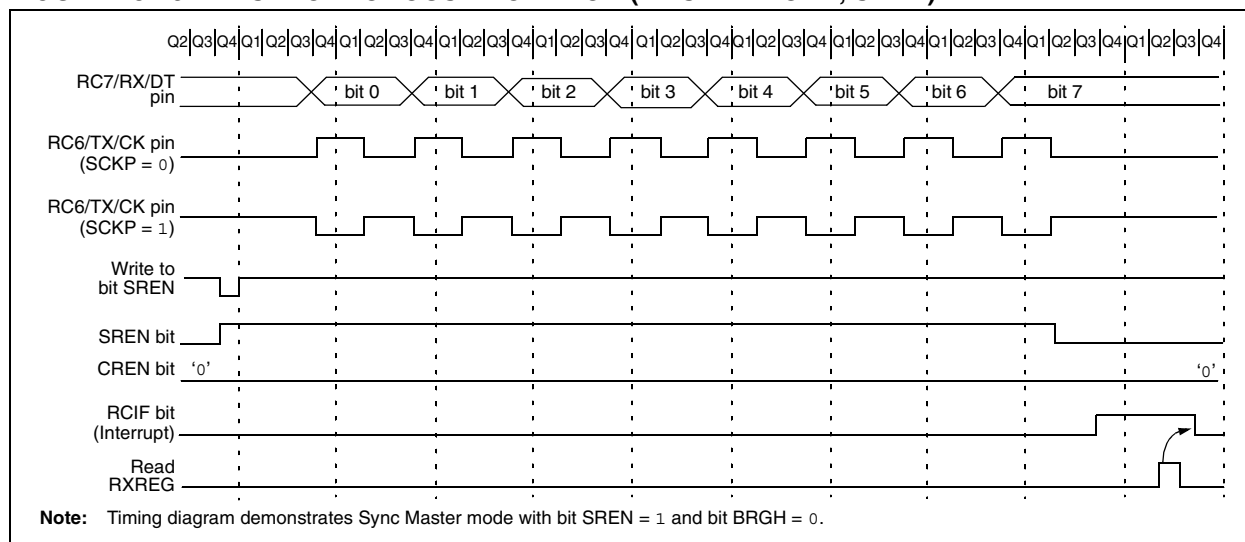 Q2 Q3 Q4 Q1 Q2 Q3 Q4 Q1 Q2 Q3 Q4 Q1 Q2 Q3 Q4 Q1 Q2 Q3 Q4 Q1 Q2 Q3 Q4 Q1 Q2 Q3 Q4 Q1 Q2 Q3 Q4 Q1 Q2 Q3 Q4 Q1 Q2 Q3 Q4 Q1 Q2 Q3 Q4
RC7/RX/DT
pin
bit 0 bit 1 bit 2 bit 3 bit 4 bit 5 bit 6 bit 7
RC6/TX/CK pin
(SCKP = 0)
RC6/TX/CK pin
(SCKP = 1)
Write to
bit SREN
SREN bit
CREN bit ‘0’ ‘0’
RCIF bit
(Interrupt)
Read
RXREG
Note: Timing diagram demonstrates Sync Master mode with bit SREN = 1 and bit BRGH = 0.